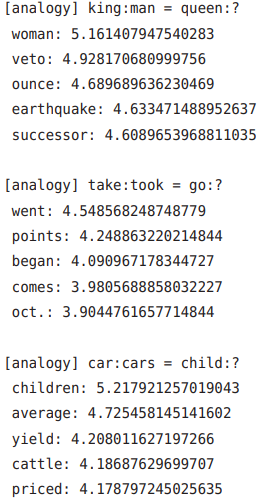 [analogy] king:man = queen:?
woman: 5.161407947540283
veto: 4.928170680999756
ounce: 4.689689636230469
earthquake: 4.633471488952637
successor: 4.6089653968811035
[analogy] take:took = go:?
went: 4.548568248748779
points: 4.248863220214844
began: 4.090967178344727
comes: 3.9805688858032227
oct.: 3.9044761657714844
[analogy] car:cars = child:?
children: 5.217921257019043
average: 4.725458145141602
yield: 4.208011627197266
cattle: 4.18687629699707
priced: 4.178797245025635